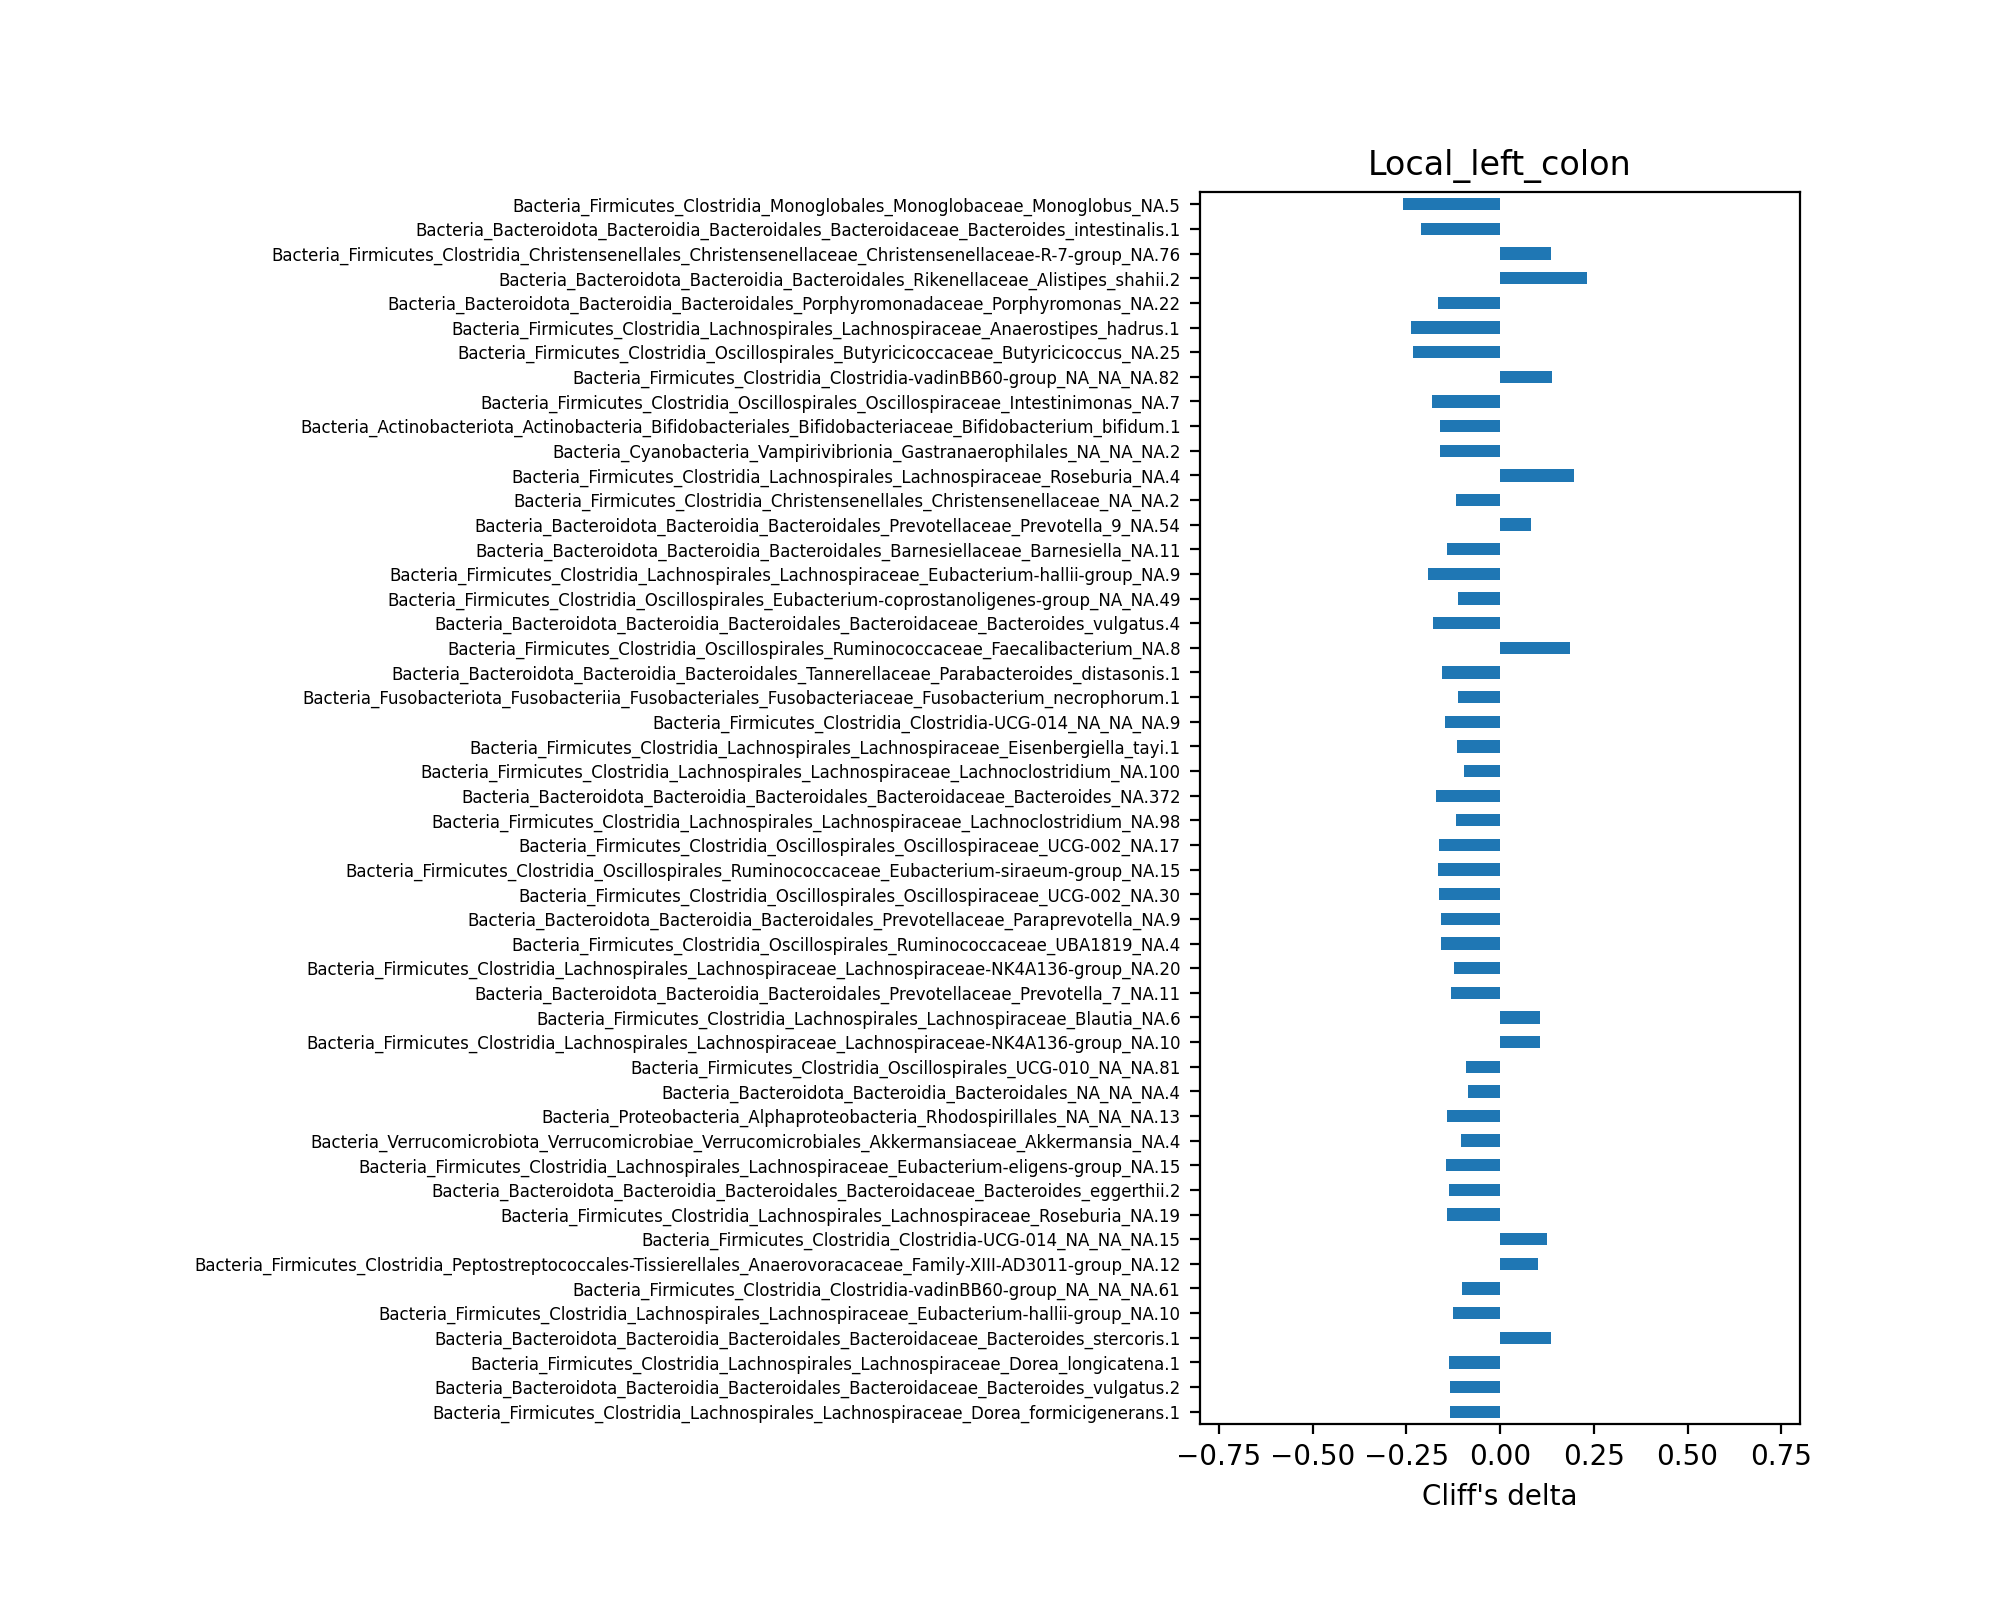 Local_left_colon
Bacteria_Firmicutes_Clostridia_Monoglobales_Monoglobaceae_Monoglobus_NA.5
Bacteria_Bacteroidota_Bacteroidia_Bacteroidales_Bacteroidaceae_Bacteroides_intestinalis.1
Bacteria_Firmicutes_Clostridia_Christensenellales_Christensenellaceae_Christensenellaceae-R-7-group_NA.76
Bacteria_Bacteroidota_Bacteroidia_Bacteroidales_Rikenellaceae_Alistipes_shahii.2
Bacteria_Bacteroidota_Bacteroidia_Bacteroidales_Porphyromonadaceae_Porphyromonas_NA.22
Bacteria_Firmicutes_Clostridia_Lachnospirales_Lachnospiraceae_Anaerostipes_hadrus.1
Bacteria_Firmicutes_Clostridia_Oscillospirales_Butyricicoccaceae_Butyricicoccus_NA.25
Bacteria_Firmicutes_Clostridia_Clostridia-vadinBB60-group_NA_NA_NA.82
Bacteria_Firmicutes_Clostridia_Oscillospirales_Oscillospiraceae_Intestinimonas_NA.7
Bacteria_Actinobacteriota_Actinobacteria_Bifidobacteriales_Bifidobacteriaceae_Bifidobacterium_bifidum.1
Bacteria_Cyanobacteria_Vampirivibrionia_Gastranaerophilales_NA_NA_NA.2
Bacteria_Firmicutes_Clostridia_Lachnospirales_Lachnospiraceae_Roseburia_NA.4
Bacteria_Firmicutes_Clostridia_Christensenellales_Christensenellaceae_NA_NA.2
Bacteria_Bacteroidota_Bacteroidia_Bacteroidales_Prevotellaceae_Prevotella_9_NA.54
Bacteria_Bacteroidota_Bacteroidia_Bacteroidales_Barnesiellaceae_Barnesiella_NA.11
Bacteria_Firmicutes_Clostridia_Lachnospirales_Lachnospiraceae_Eubacterium-hallii-group_NA.9
Bacteria_Firmicutes_Clostridia_Oscillospirales_Eubacterium-coprostanoligenes-group_NA_NA.49
Bacteria_Bacteroidota_Bacteroidia_Bacteroidales_Bacteroidaceae_Bacteroides_vulgatus.4
Bacteria_Firmicutes_Clostridia_Oscillospirales_Ruminococcaceae_Faecalibacterium_NA.8
Bacteria_Bacteroidota_Bacteroidia_Bacteroidales_Tannerellaceae_Parabacteroides_distasonis.1
Bacteria_Fusobacteriota_Fusobacteriia_Fusobacteriales_Fusobacteriaceae_Fusobacterium_necrophorum.1
Bacteria_Firmicutes_Clostridia_Clostridia-UCG-014_NA_NA_NA.9
Bacteria_Firmicutes_Clostridia_Lachnospirales_Lachnospiraceae_Eisenbergiella_tayi.1
Bacteria_Firmicutes_Clostridia_Lachnospirales_Lachnospiraceae_Lachnoclostridium_NA.100
Bacteria_Bacteroidota_Bacteroidia_Bacteroidales_Bacteroidaceae_Bacteroides_NA.372
Bacteria_Firmicutes_Clostridia_Lachnospirales_Lachnospiraceae_Lachnoclostridium_NA.98
Bacteria_Firmicutes_Clostridia_Oscillospirales_Oscillospiraceae_UCG-002_NA.17
Bacteria_Firmicutes_Clostridia_Oscillospirales_Ruminococcaceae_Eubacterium-siraeum-group_NA.15
Bacteria_Firmicutes_Clostridia_Oscillospirales_Oscillospiraceae_UCG-002_NA.30
Bacteria_Bacteroidota_Bacteroidia_Bacteroidales_Prevotellaceae_Paraprevotella_NA.9
Bacteria_Firmicutes_Clostridia_Oscillospirales_Ruminococcaceae_UBA1819_NA.4
Bacteria_Firmicutes_Clostridia_Lachnospirales_Lachnospiraceae_Lachnospiraceae-NK4A136-group_NA.20
Bacteria_Bacteroidota_Bacteroidia_Bacteroidales_Prevotellaceae_Prevotella_7_NA.11
Bacteria_Firmicutes_Clostridia_Lachnospirales_Lachnospiraceae_Blautia_NA.6
Bacteria_Firmicutes_Clostridia_Lachnospirales_Lachnospiraceae_Lachnospiraceae-NK4A136-group_NA.10
Bacteria_Firmicutes_Clostridia_Oscillospirales_UCG-010_NA_NA.81
Bacteria_Bacteroidota_Bacteroidia_Bacteroidales_NA_NA_NA.4
Bacteria_Proteobacteria_Alphaproteobacteria_Rhodospirillales_NA_NA_NA.13
Bacteria_Verrucomicrobiota_Verrucomicrobiae_Verrucomicrobiales_Akkermansiaceae_Akkermansia_NA.4
Bacteria_Firmicutes_Clostridia_Lachnospirales_Lachnospiraceae_Eubacterium-eligens-group_NA.15
Bacteria_Bacteroidota_Bacteroidia_Bacteroidales_Bacteroidaceae_Bacteroides_eggerthii.2
Bacteria_Firmicutes_Clostridia_Lachnospirales_Lachnospiraceae_Roseburia_NA.19
Bacteria_Firmicutes_Clostridia_Clostridia-UCG-014_NA_NA_NA.15
Bacteria_Firmicutes_Clostridia_Peptostreptococcales-Tissierellales_Anaerovoracaceae_Family-XIII-AD3011-group_NA.12
Bacteria_Firmicutes_Clostridia_Clostridia-vadinBB60-group_NA_NA_NA.61
Bacteria_Firmicutes_Clostridia_Lachnospirales_Lachnospiraceae_Eubacterium-hallii-group_NA.10
Bacteria_Bacteroidota_Bacteroidia_Bacteroidales_Bacteroidaceae_Bacteroides_stercoris.1
Bacteria_Firmicutes_Clostridia_Lachnospirales_Lachnospiraceae_Dorea_longicatena.1
Bacteria_Bacteroidota_Bacteroidia_Bacteroidales_Bacteroidaceae_Bacteroides_vulgatus.2
Bacteria_Firmicutes_Clostridia_Lachnospirales_Lachnospiraceae_Dorea_formicigenerans.1
−0.75 −0.50 −0.25 0.00 0.25 0.50 0.75
Cliff's delta